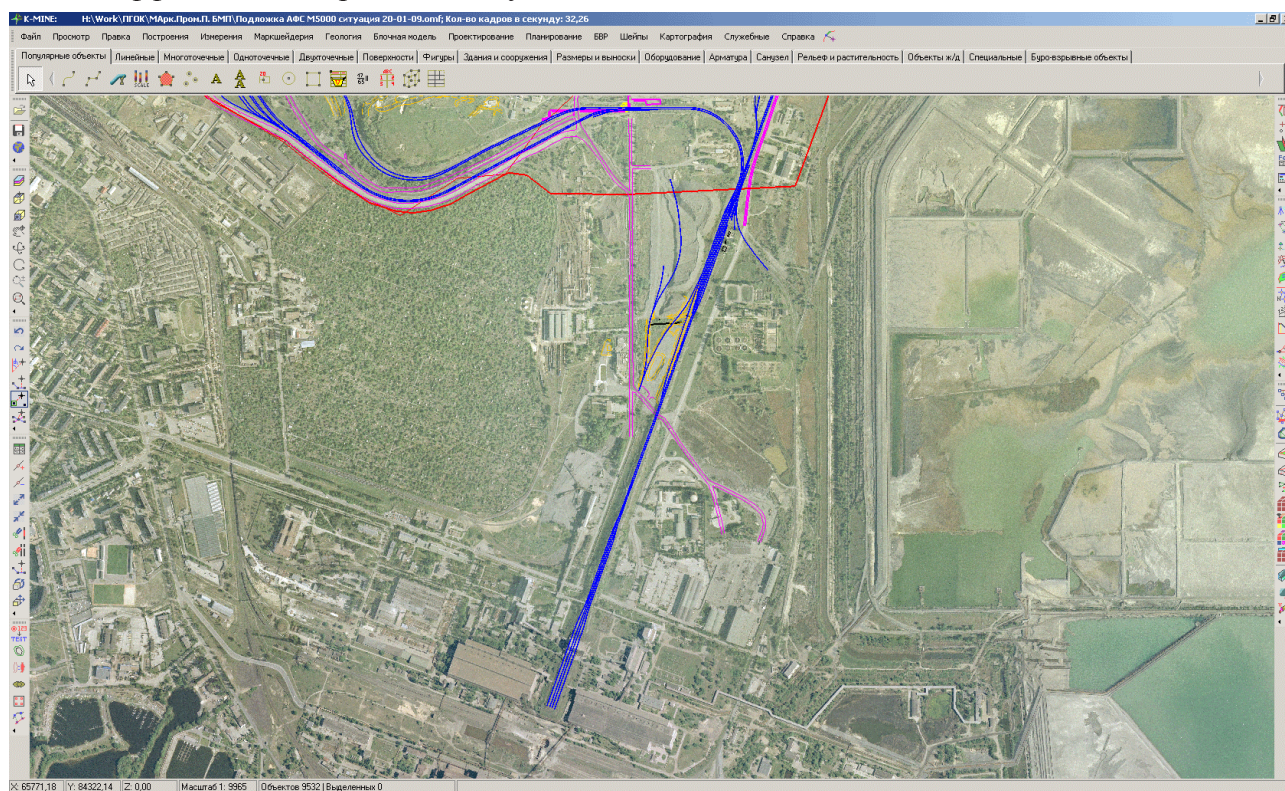 K-MINE: H:\Work\ПГОК\МАрк.Пром.П. БМП\Подложка АФС М5000 ситуация 20-01-09.omf; Кол-во кадров в секунду: 32,26
Файл Просмотр Правка Построения Измерения Маркшейдерия Геология Блочная модель Проектирование Планирование БВР Шейпы Картография Служебные Справка
Популярные объекты Линейные Многоточечные Одноточечные Двухточечные Поверхности Фигуры Здания и сооружения Размеры и выноски Оборудование Арматура Санузел Рельеф и растительность Объекты ж/д Специальные Буро-взрывные объекты
SCALE
TEXT
X: 65771,18 Y: 84322,14 Z: 0,00 Масштаб 1: 9965 Объектов 9532 | Выделенных 0